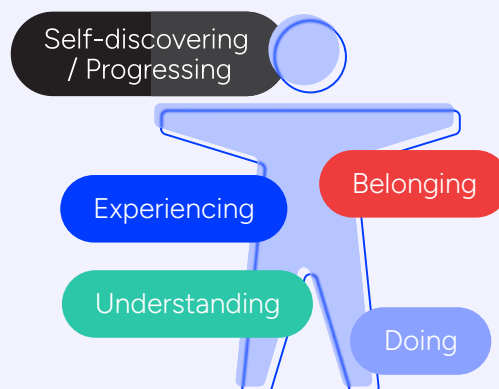 Self-discovering
/ Progressing
Belonging
Experiencing
Understanding
Doing